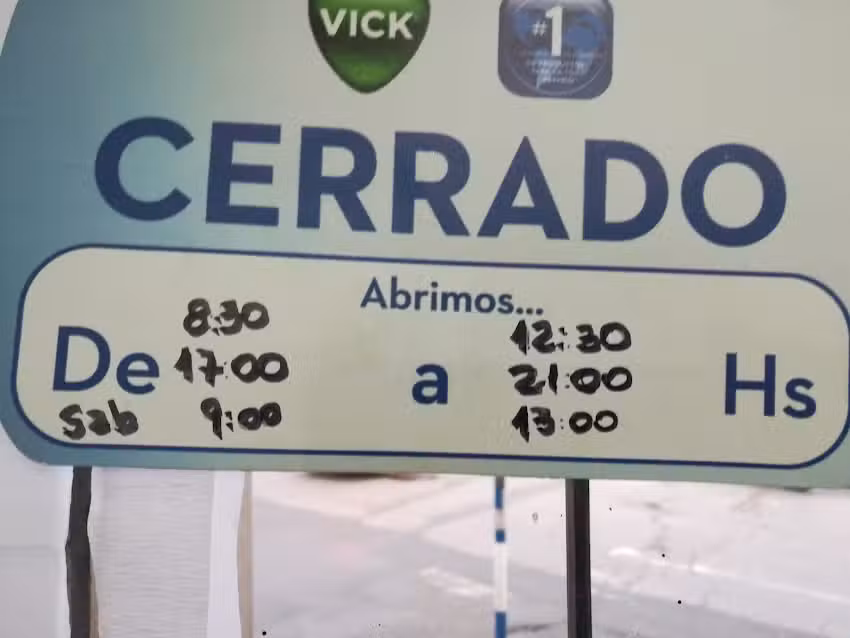 VICK
#1
CERRADO
Abrimos...
8:30 12:30
De 17:00 a 21:00 Hs
Sab 9:00 13:00